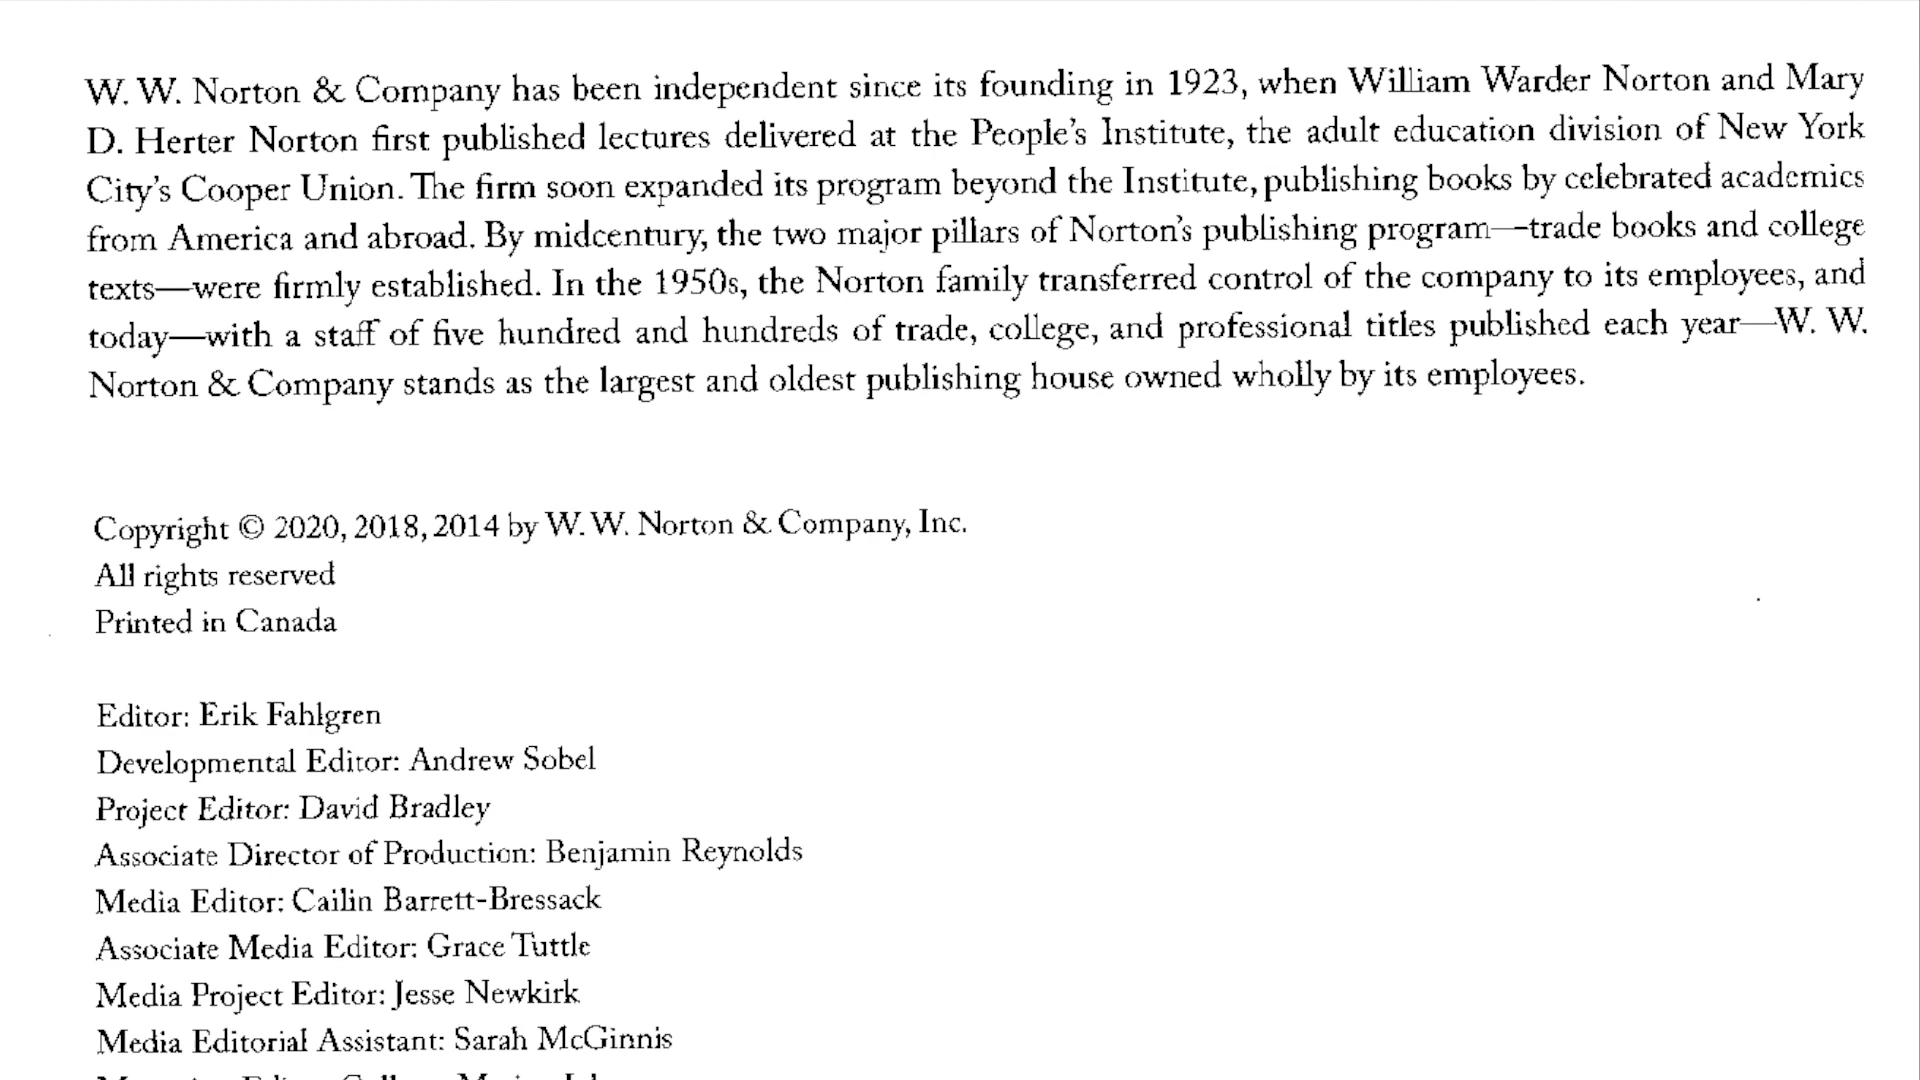 W. W. Norton & Company has been independent since its founding in 1923, when William Warder Norton and Mary
D. Herter Norton first published lectures delivered at the People's Institute, the adult education division of New York
City's Cooper Union. The firm soon expanded its program beyond the Institute, publishing books by celebrated academics
from America and abroad. By midcentury, the two major pillars of Norton's publishing program—trade books and college
texts—were firmly established. In the 1950s, the Norton family transferred control of the company to its employees, and
today—with a staff of five hundred and hundreds of trade, college, and professional titles published each year—W. W.
Norton & Company stands as the largest and oldest publishing house owned wholly by its employees.
Copyright © 2020, 2018, 2014 by W. W. Norton & Company, Inc.
All rights reserved
Printed in Canada
Editor: Erik Fahlgren
Developmental Editor: Andrew Sobel
Project Editor: David Bradley
Associate Director of Production: Benjamin Reynolds
Media Editor: Cailin Barrett-Bressack
Associate Media Editor: Grace Tuttle
Media Project Editor: Jesse Newkirk
Media Editorial Assistant: Sarah McGinnis